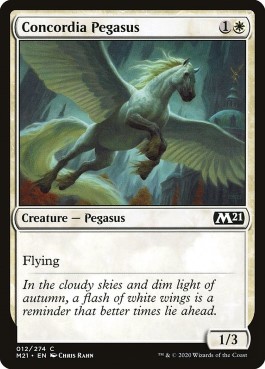 Concordia Pegasus 1
Creature — Pegasus M21
Flying
In the cloudy skies and dim light of
autumn, a flash of white wings is a
reminder that better times lie ahead.
1/3
012/274 C
M21 • EN Chris Rahn ™ & © 2020 Wizards of the Coast